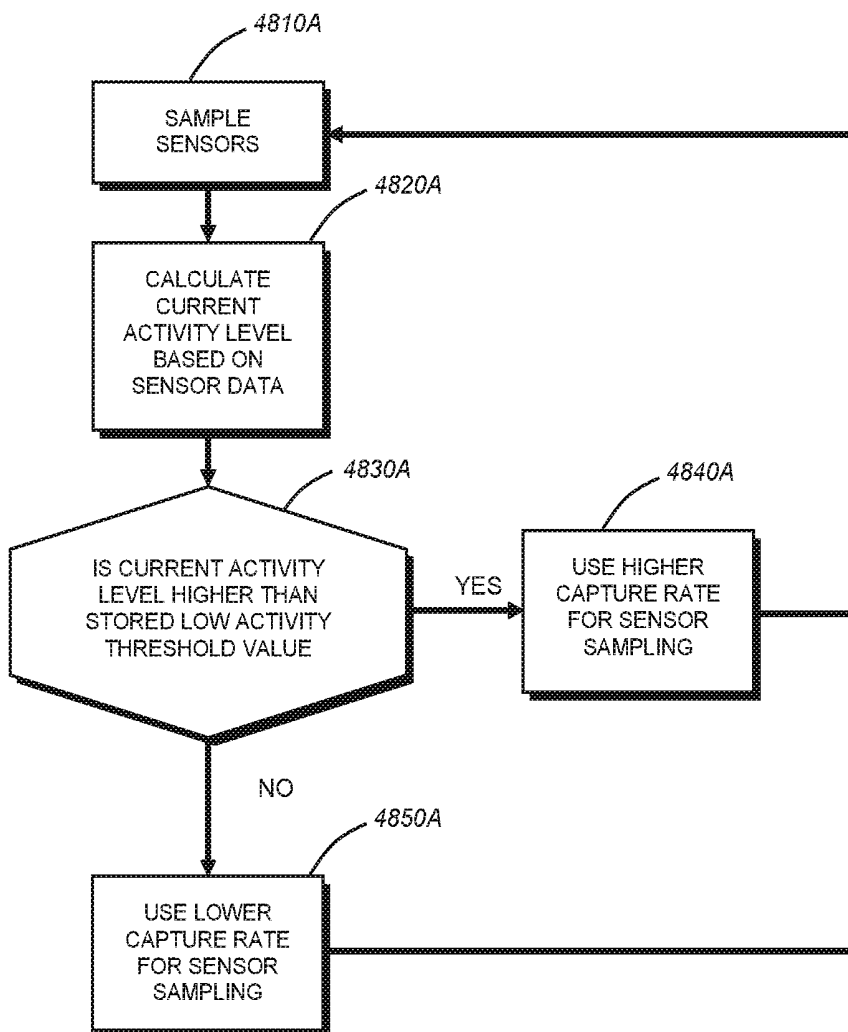 4810A
SAMPLE
SENSORS
4820A
CALCULATE
CURRENT
ACTIVITY LEVEL
BASED ON
SENSOR DATA
4830A
IS CURRENT ACTIVITY
LEVEL HIGHER THAN
STORED LOW ACTIVITY
THRESHOLD VALUE
YES
4840A
USE HIGHER
CAPTURE RATE
FOR SENSOR
SAMPLING
NO
4850A
USE LOWER
CAPTURE RATE
FOR SENSOR
SAMPLING